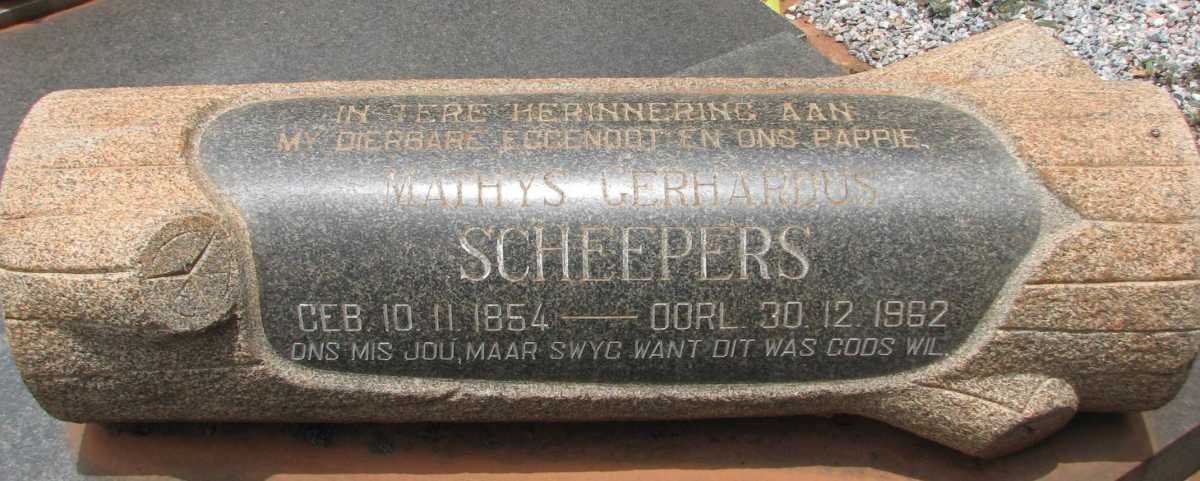 IN TERE HERINNERING AAN
MY DIERBARE EGGENOOT EN ONS PAPPIE.
MATHYS GERHARDUS
SCHEEPERS
GEB. 10. 11. 1854 — OORL. 30. 12. 1962
ONS MIS JOU, MAAR SWYG WANT DIT WAS GODS WIL.